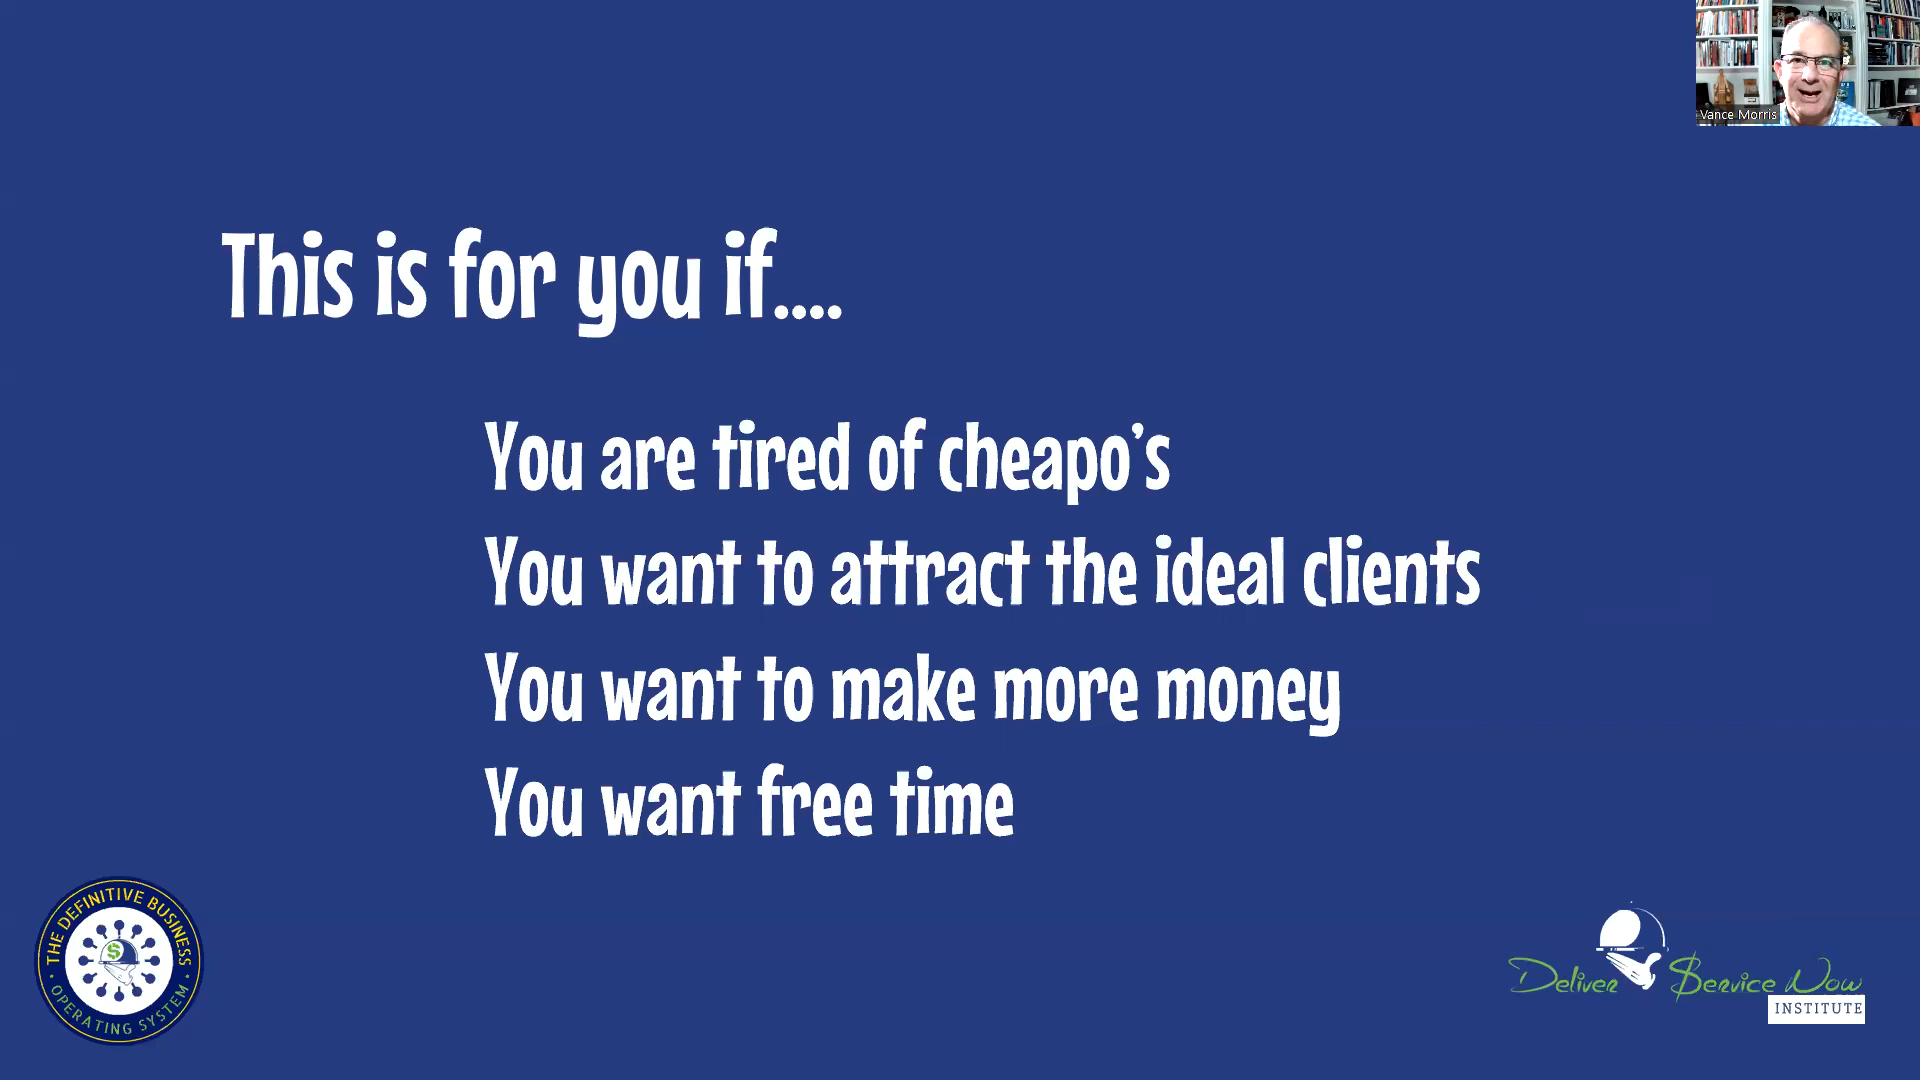 Vance Morris
This is for you if....
You are tired of cheapo's
You want to attract the ideal clients
You want to make more money
You want free time
THE DEFINITIVE BUSINESS
OPERATING SYSTEM
$
Deliver $ervice Now
INSTITUTE